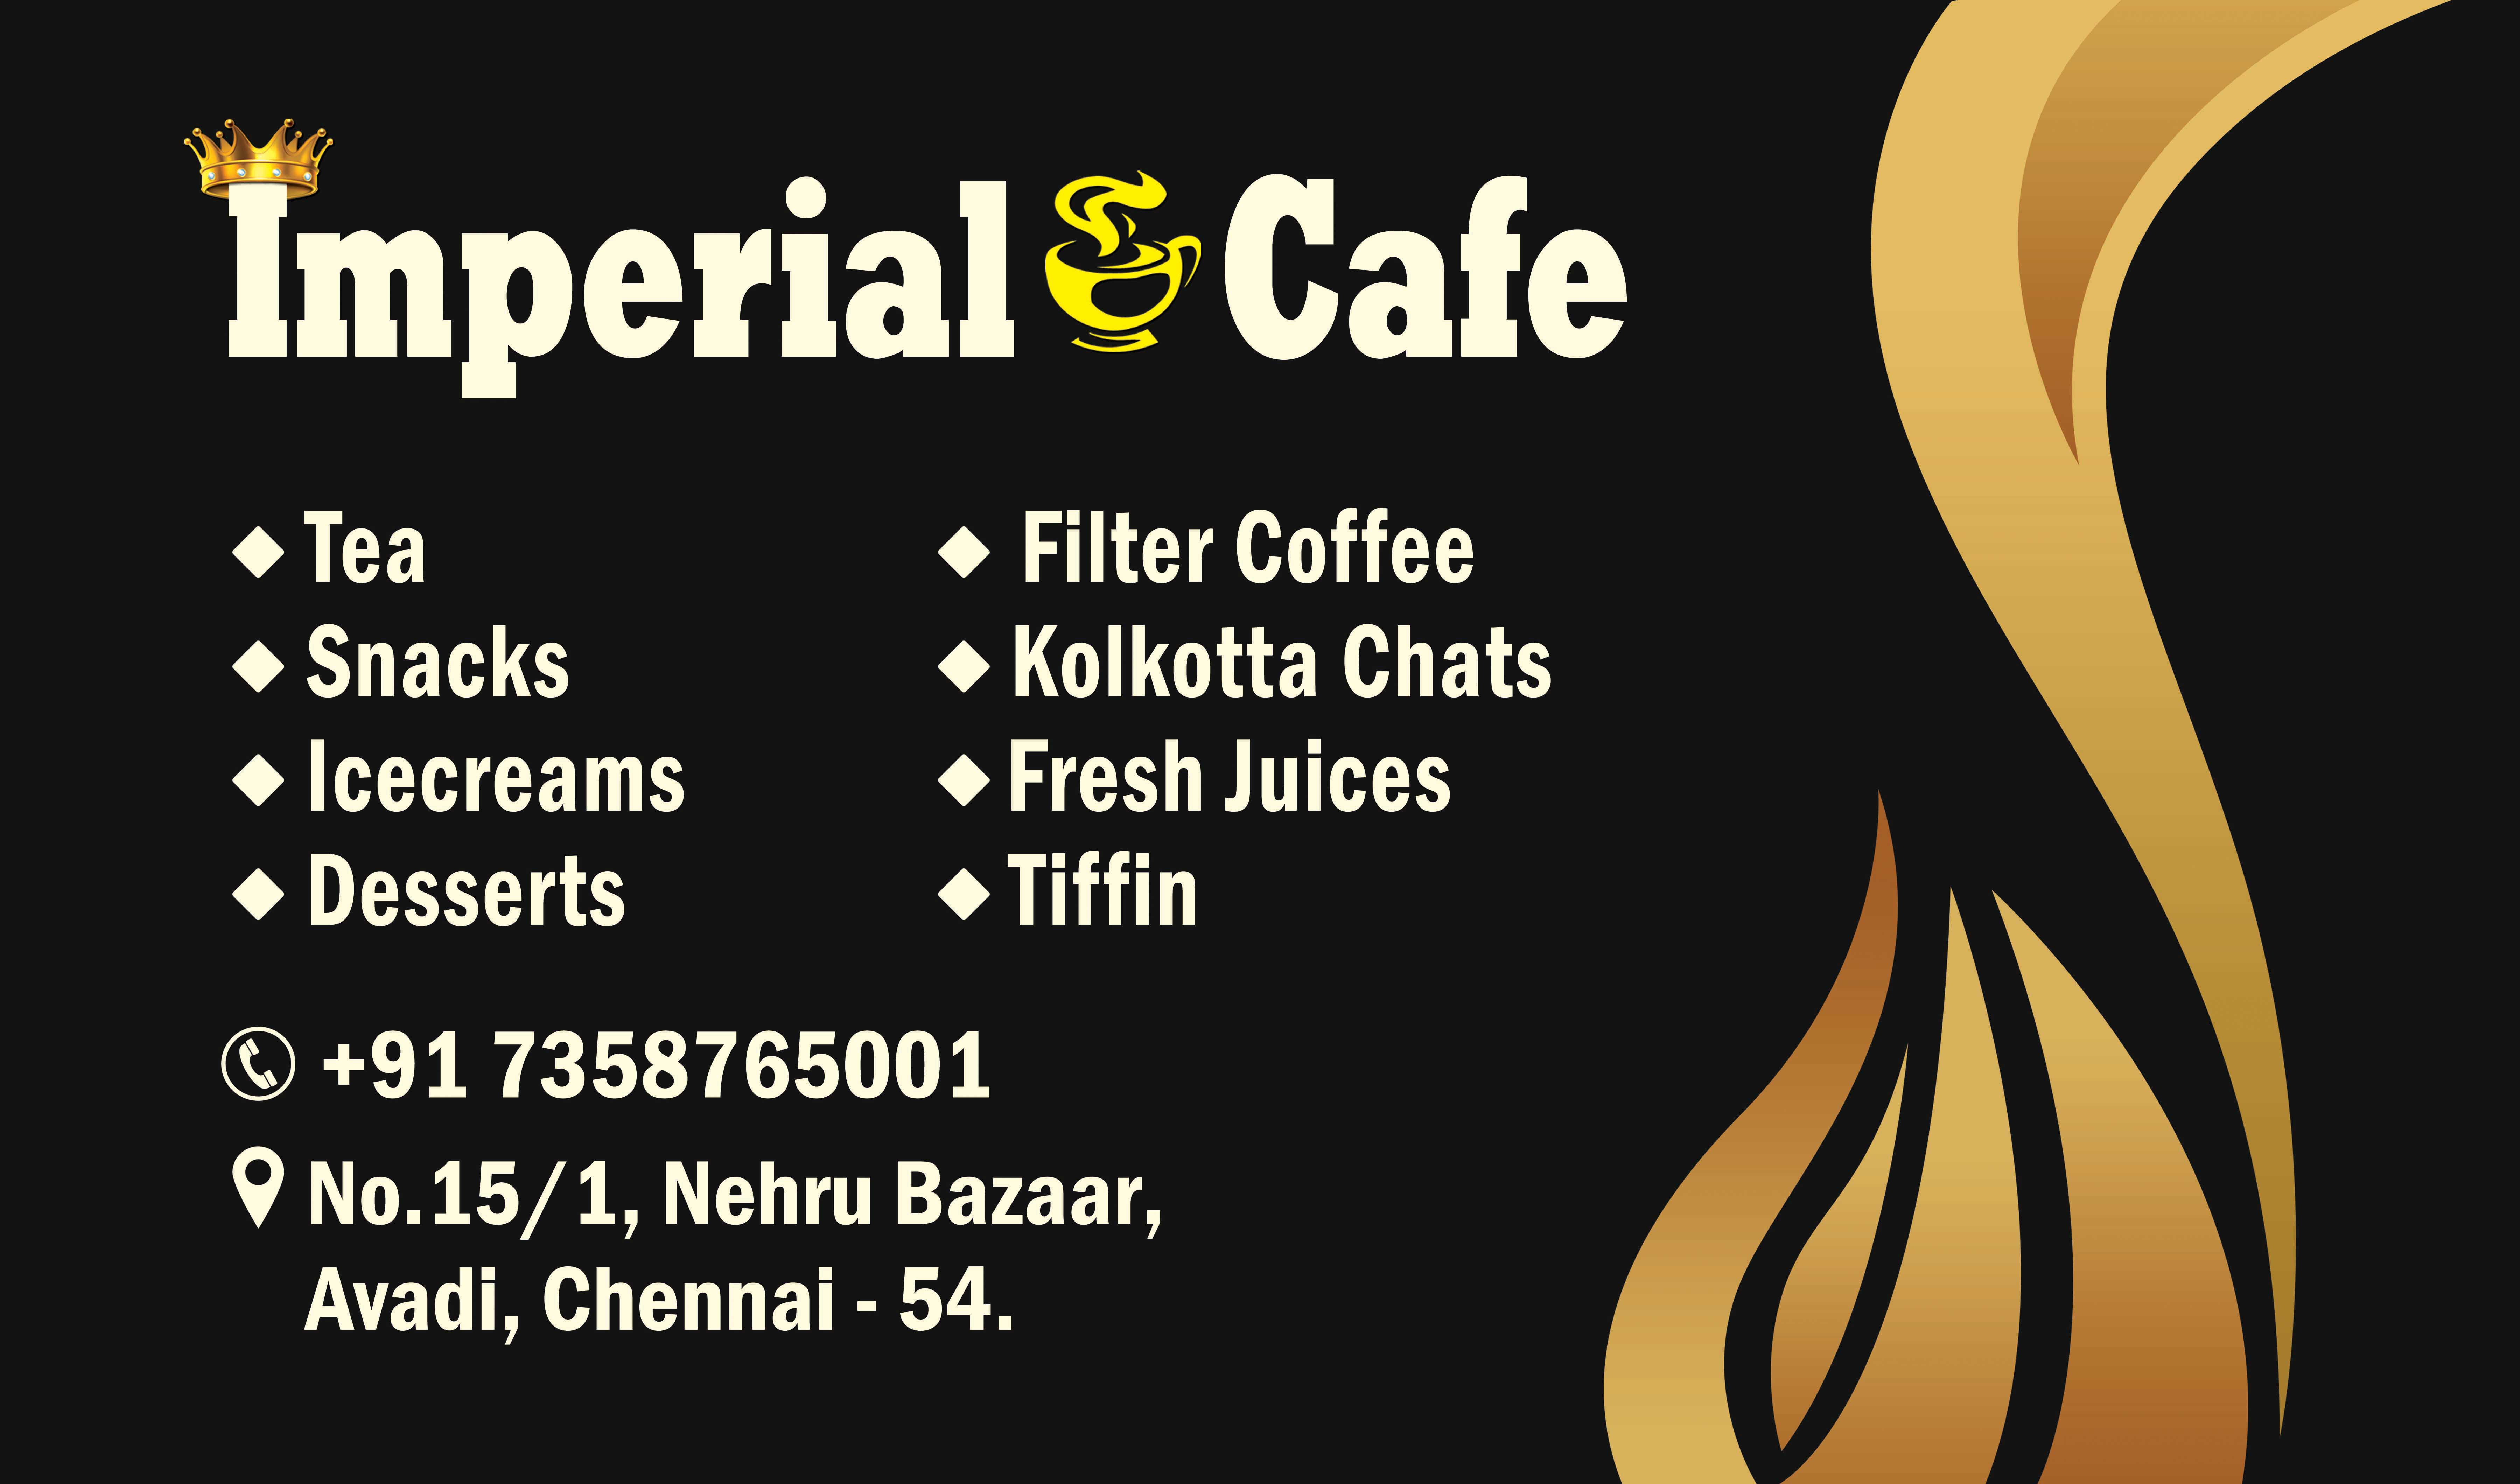 Imperial Cafe
Tea
Snacks
Icecreams
Desserts
Filter Coffee
Kolkotta Chats
Fresh Juices
Tiffin
+91 7358765001
No.15/1, Nehru Bazaar,
Avadi, Chennai - 54.